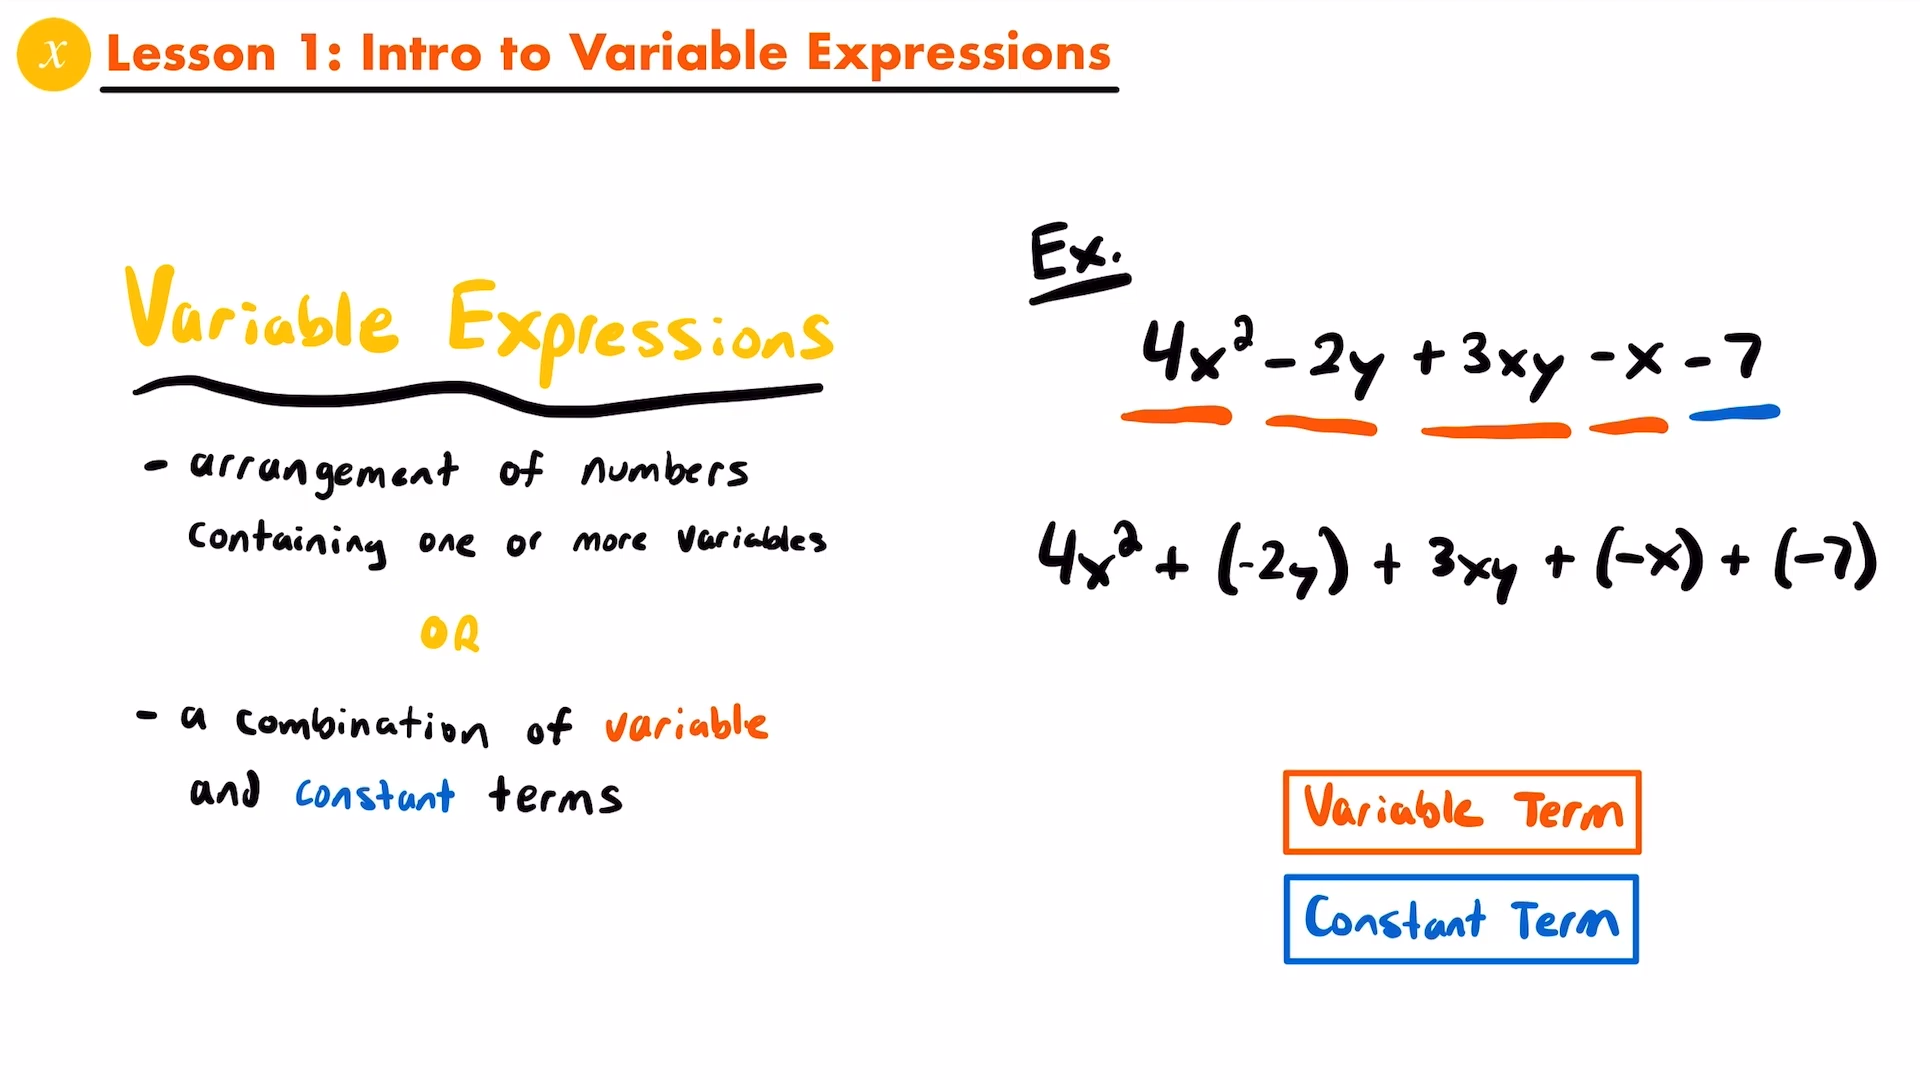 x Lesson 1: Intro to Variable Expressions
Variable Expressions
- arrangement of numbers
containing one or more variables
OR
- a combination of variable
and constant terms
Ex.
4x² - 2y + 3xy - x - 7
4x² + (-2y) + 3xy + (-x) + (-7)
Variable Term
Constant Term